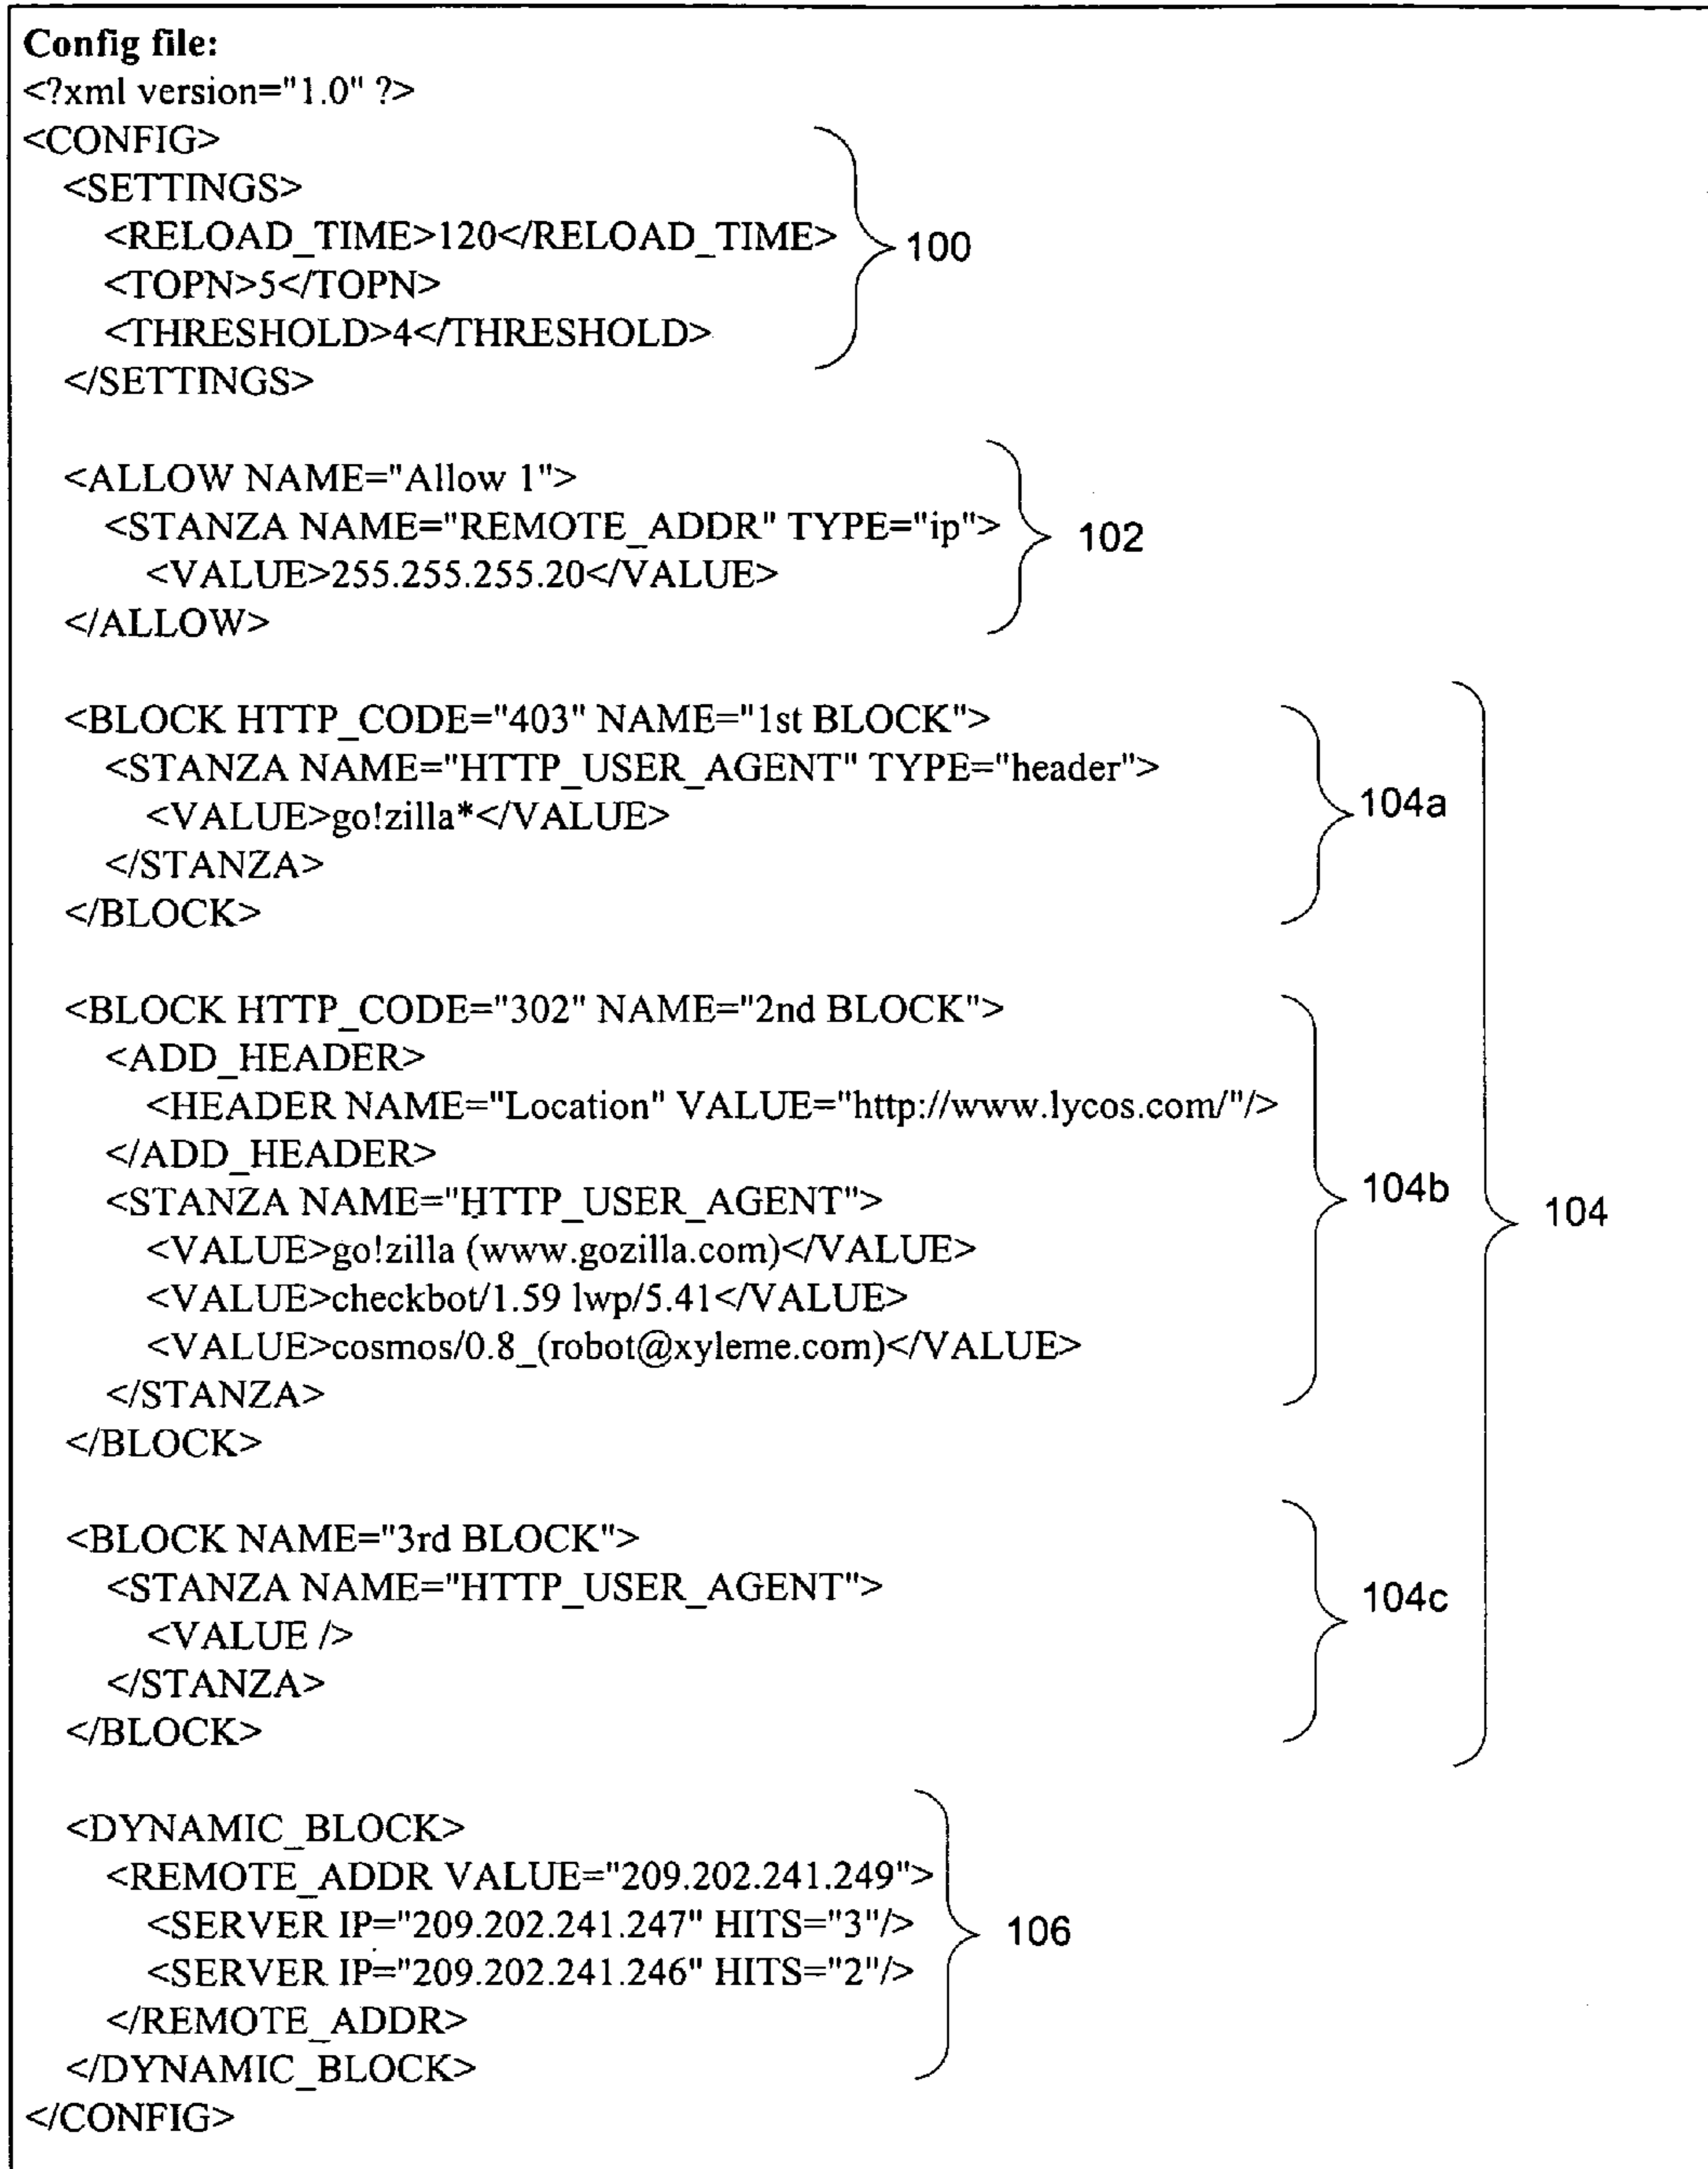 Config file:
<?xml version="1.0" ?>
<CONFIG>
<SETTINGS>
<RELOAD_TIME>120</RELOAD_TIME>
100
<TOPN>5</TOPN>
<THRESHOLD>4</THRESHOLD>
</SETTINGS>
<ALLOW NAME="Allow 1">
<STANZA NAME="REMOTE_ADDR" TYPE="ip">
102
<VALUE>255.255.255.20</VALUE>
</ALLOW>
<BLOCK HTTP_CODE="403" NAME="1st BLOCK">
<STANZA NAME="HTTP_USER_AGENT" TYPE="header">
<VALUE>go!zilla*</VALUE>
104a
</STANZA>
</BLOCK>
<BLOCK HTTP_CODE="302" NAME="2nd BLOCK">
<ADD_HEADER>
<HEADER NAME="Location" VALUE="http://www.lycos.com/"/>
</ADD_HEADER>
<STANZA NAME="HTTP_USER_AGENT">
104b
104
<VALUE>go!zilla (www.gozilla.com)</VALUE>
<VALUE>checkbot/1.59 lwp/5.41</VALUE>
<VALUE>cosmos/0.8_(robot@xyleme.com)</VALUE>
</STANZA>
</BLOCK>
<BLOCK NAME="3rd BLOCK">
<STANZA NAME="HTTP_USER_AGENT">
104c
<VALUE />
</STANZA>
</BLOCK>
<DYNAMIC_BLOCK>
<REMOTE_ADDR VALUE="209.202.241.249">
<SERVER IP="209.202.241.247" HITS="3"/>
106
<SERVER IP="209.202.241.246" HITS="2"/>
</REMOTE_ADDR>
</DYNAMIC_BLOCK>
</CONFIG>